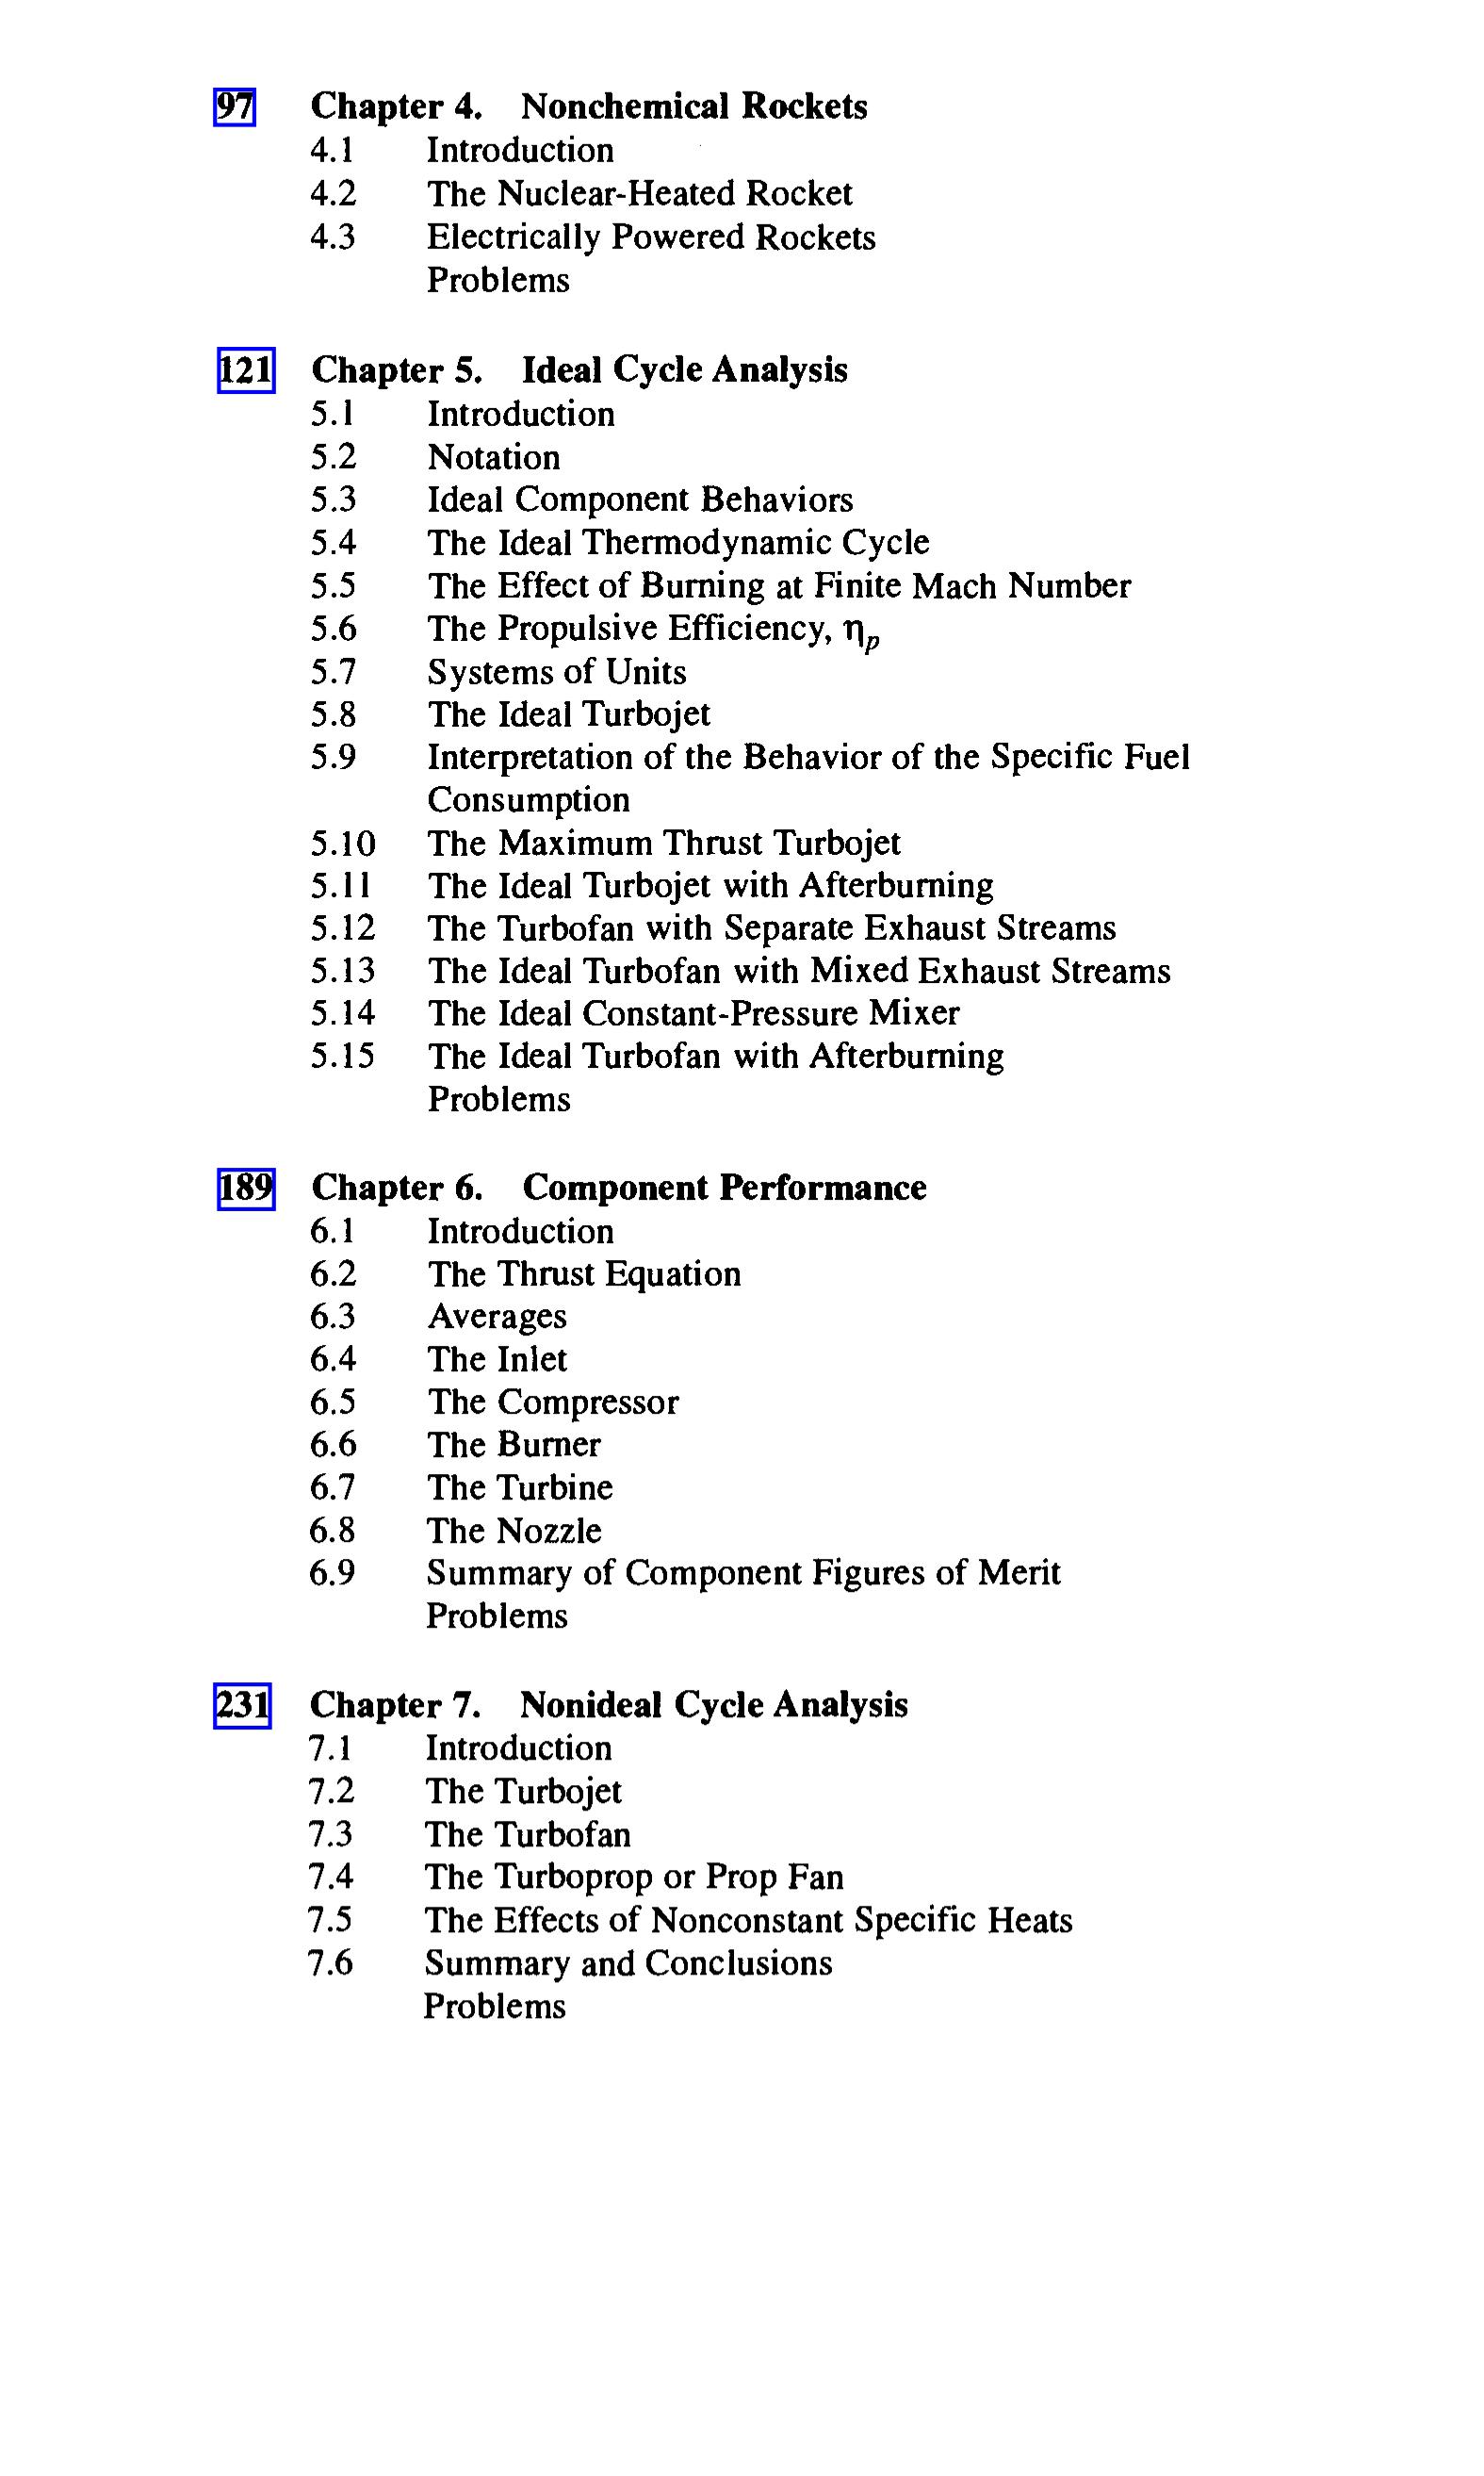 97 Chapter 4. Nonchemical Rockets
4.1 Introduction
4.2 The Nuclear-Heated Rocket
4.3 Electrically Powered Rockets
Problems
121 Chapter 5. Ideal Cycle Analysis
5.1 Introduction
5.2 Notation
5.3 Ideal Component Behaviors
5.4 The Ideal Thermodynamic Cycle
5.5 The Effect of Burning at Finite Mach Number
5.6 The Propulsive Efficiency, ηp
5.7 Systems of Units
5.8 The Ideal Turbojet
5.9 Interpretation of the Behavior of the Specific Fuel
Consumption
5.10 The Maximum Thrust Turbojet
5.11 The Ideal Turbojet with Afterburning
5.12 The Turbofan with Separate Exhaust Streams
5.13 The Ideal Turbofan with Mixed Exhaust Streams
5.14 The Ideal Constant-Pressure Mixer
5.15 The Ideal Turbofan with Afterburning
Problems
189 Chapter 6. Component Performance
6.1 Introduction
6.2 The Thrust Equation
6.3 Averages
6.4 The Inlet
6.5 The Compressor
6.6 The Burner
6.7 The Turbine
6.8 The Nozzle
6.9 Summary of Component Figures of Merit
Problems
231 Chapter 7. Nonideal Cycle Analysis
7.1 Introduction
7.2 The Turbojet
7.3 The Turbofan
7.4 The Turboprop or Prop Fan
7.5 The Effects of Nonconstant Specific Heats
7.6 Summary and Conclusions
Problems